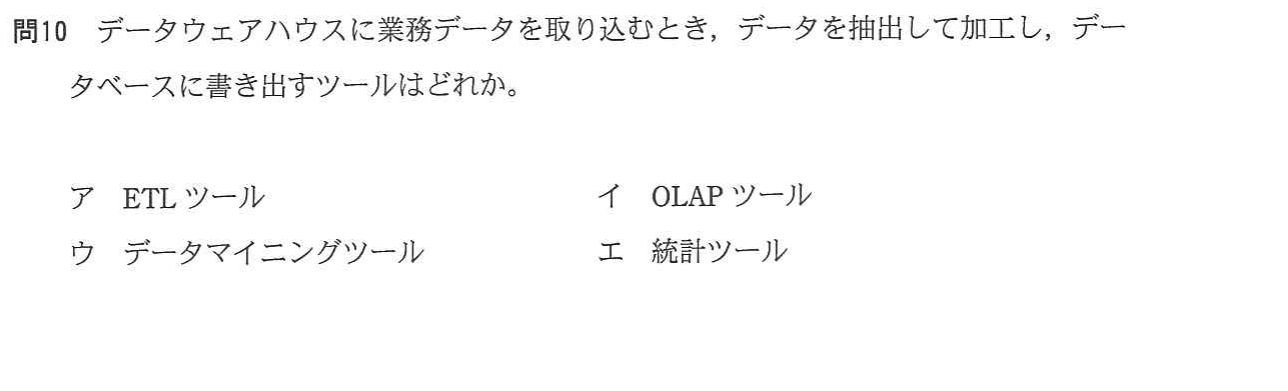 問10　データウェアハウスに業務データを取り込むとき，データを抽出して加工し，デー
タベースに書き出すツールはどれか。
ア　ETL ツール　　イ　OLAP ツール
ウ　データマイニングツール　　エ　統計ツール